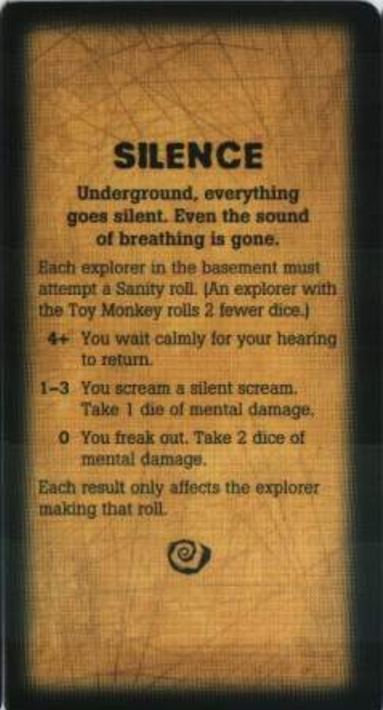 SILENCE
Underground, everything
goes silent. Even the sound
of breathing is gone.
Each explorer in the basement must
attempt a Sanity roll. (An explorer with
the Toy Monkey rolls 2 fewer dice.)
4+ You wait calmly for your hearing
to return.
1–3 You scream a silent scream.
Take 1 die of mental damage.
0 You freak out. Take 2 dice of
mental damage.
Each result only affects the explorer
making that roll.